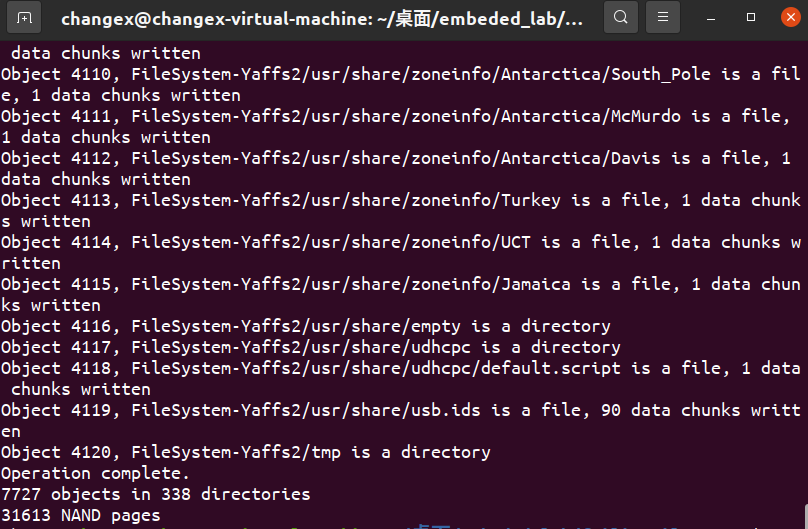 changex@changex-virtual-machine: ~/桌面/embeded_lab/...
 data chunks written
Object 4110, FileSystem-Yaffs2/usr/share/zoneinfo/Antarctica/South_Pole is a fil
e, 1 data chunks written
Object 4111, FileSystem-Yaffs2/usr/share/zoneinfo/Antarctica/McMurdo is a file,
1 data chunks written
Object 4112, FileSystem-Yaffs2/usr/share/zoneinfo/Antarctica/Davis is a file, 1
data chunks written
Object 4113, FileSystem-Yaffs2/usr/share/zoneinfo/Turkey is a file, 1 data chunk
s written
Object 4114, FileSystem-Yaffs2/usr/share/zoneinfo/UCT is a file, 1 data chunks w
ritten
Object 4115, FileSystem-Yaffs2/usr/share/zoneinfo/Jamaica is a file, 1 data chun
ks written
Object 4116, FileSystem-Yaffs2/usr/share/empty is a directory
Object 4117, FileSystem-Yaffs2/usr/share/udhcpc is a directory
Object 4118, FileSystem-Yaffs2/usr/share/udhcpc/default.script is a file, 1 data
 chunks written
Object 4119, FileSystem-Yaffs2/usr/share/usb.ids is a file, 90 data chunks writt
en
Object 4120, FileSystem-Yaffs2/tmp is a directory
Operation complete.
7727 objects in 338 directories
31613 NAND pages